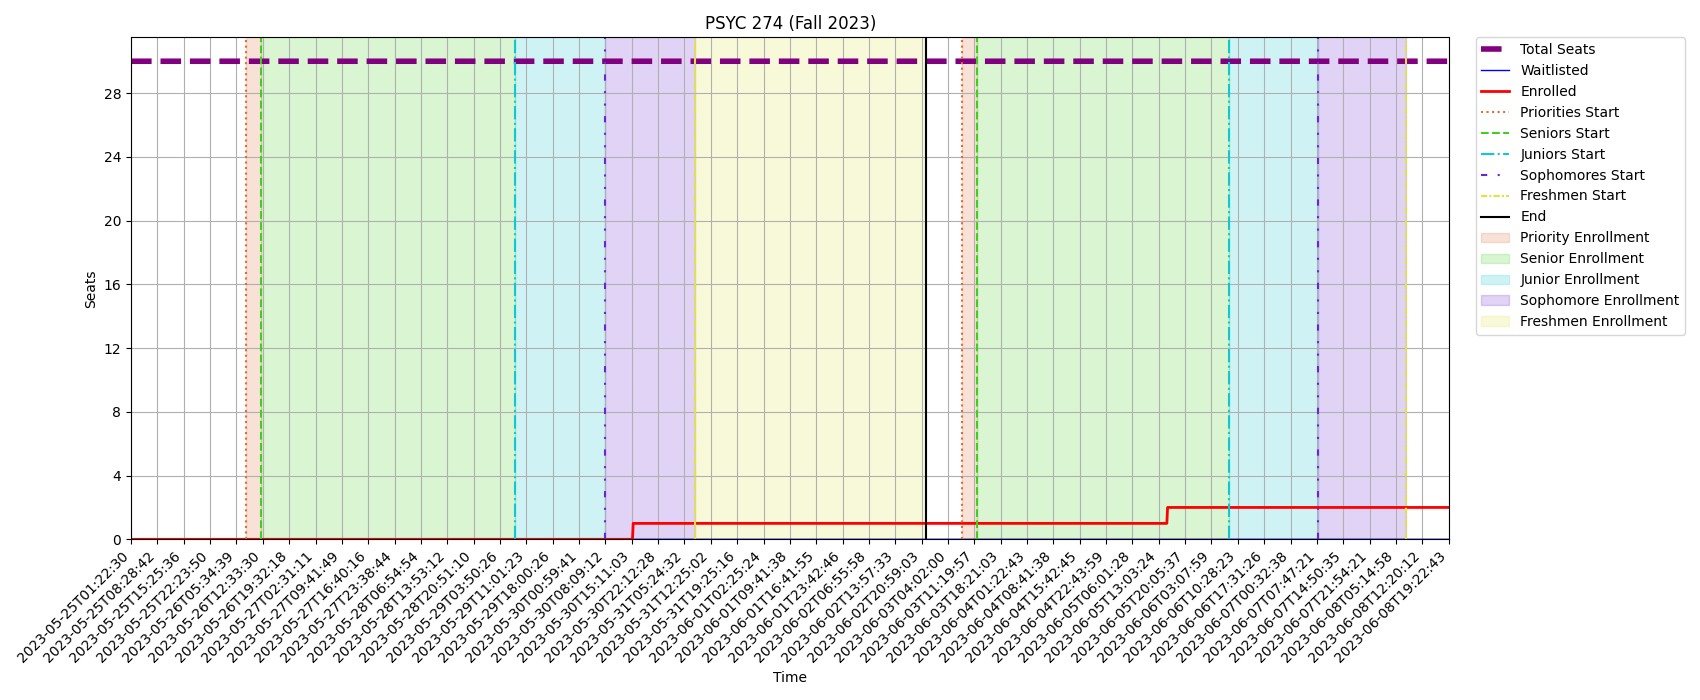 PSYC 274 (Fall 2023)
Seats
28
24
20
16
12
8
4
0
2023-05-25T01:22:30
2023-05-25T08:28:42
2023-05-25T15:25:36
2023-05-25T22:23:50
2023-05-26T05:34:39
2023-05-26T12:33:30
2023-05-26T19:32:18
2023-05-27T02:31:11
2023-05-27T09:41:49
2023-05-27T16:40:16
2023-05-27T23:38:44
2023-05-28T06:54:54
2023-05-28T13:53:12
2023-05-28T20:51:10
2023-05-29T03:50:26
2023-05-29T11:01:23
2023-05-29T18:00:26
2023-05-30T00:59:41
2023-05-30T08:09:12
2023-05-30T15:11:03
2023-05-30T22:12:28
2023-05-31T05:24:32
2023-05-31T12:25:02
2023-05-31T19:25:16
2023-06-01T02:25:24
2023-06-01T09:41:38
2023-06-01T16:41:55
2023-06-01T23:42:46
2023-06-02T06:55:58
2023-06-02T13:57:33
2023-06-02T20:59:03
2023-06-03T04:02:00
2023-06-03T11:19:57
2023-06-03T18:21:03
2023-06-04T01:22:43
2023-06-04T08:41:38
2023-06-04T15:42:45
2023-06-04T22:43:59
2023-06-05T06:01:28
2023-06-05T13:03:24
2023-06-05T20:05:37
2023-06-06T03:07:59
2023-06-06T10:28:23
2023-06-06T17:31:26
2023-06-07T00:32:38
2023-06-07T07:47:21
2023-06-07T14:50:35
2023-06-07T21:54:21
2023-06-08T05:14:58
2023-06-08T12:20:12
2023-06-08T19:22:43
Time
Total Seats
Waitlisted
Enrolled
Priorities Start
Seniors Start
Juniors Start
Sophomores Start
Freshmen Start
End
Priority Enrollment
Senior Enrollment
Junior Enrollment
Sophomore Enrollment
Freshmen Enrollment